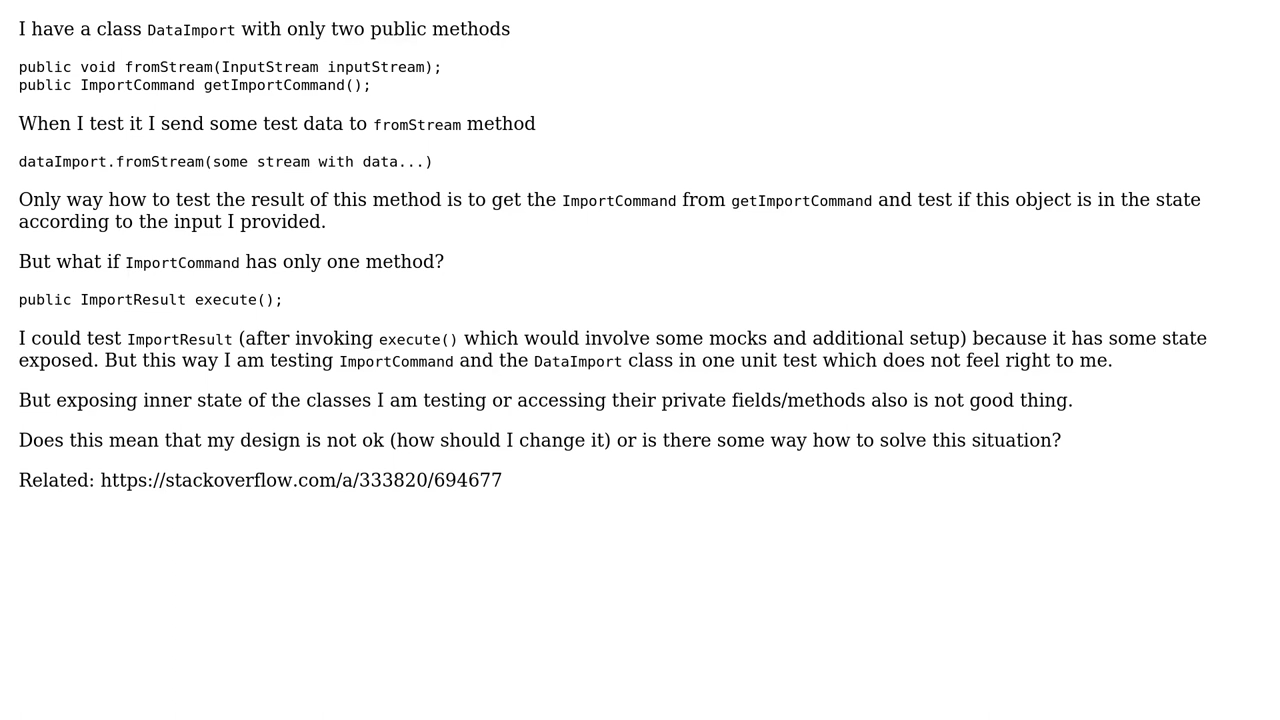 I have a class DataImport with only two public methods
public void fromStream(InputStream inputStream);
public ImportCommand getImportCommand();
When I test it I send some test data to fromStream method
dataImport.fromStream(some stream with data...)
Only way how to test the result of this method is to get the ImportCommand from getImportCommand and test if this object is in the state
according to the input I provided.
But what if ImportCommand has only one method?
public ImportResult execute();
I could test ImportResult (after invoking execute() which would involve some mocks and additional setup) because it has some state
exposed. But this way I am testing ImportCommand and the DataImport class in one unit test which does not feel right to me.
But exposing inner state of the classes I am testing or accessing their private fields/methods also is not good thing.
Does this mean that my design is not ok (how should I change it) or is there some way how to solve this situation?
Related: https://stackoverflow.com/a/333820/694677